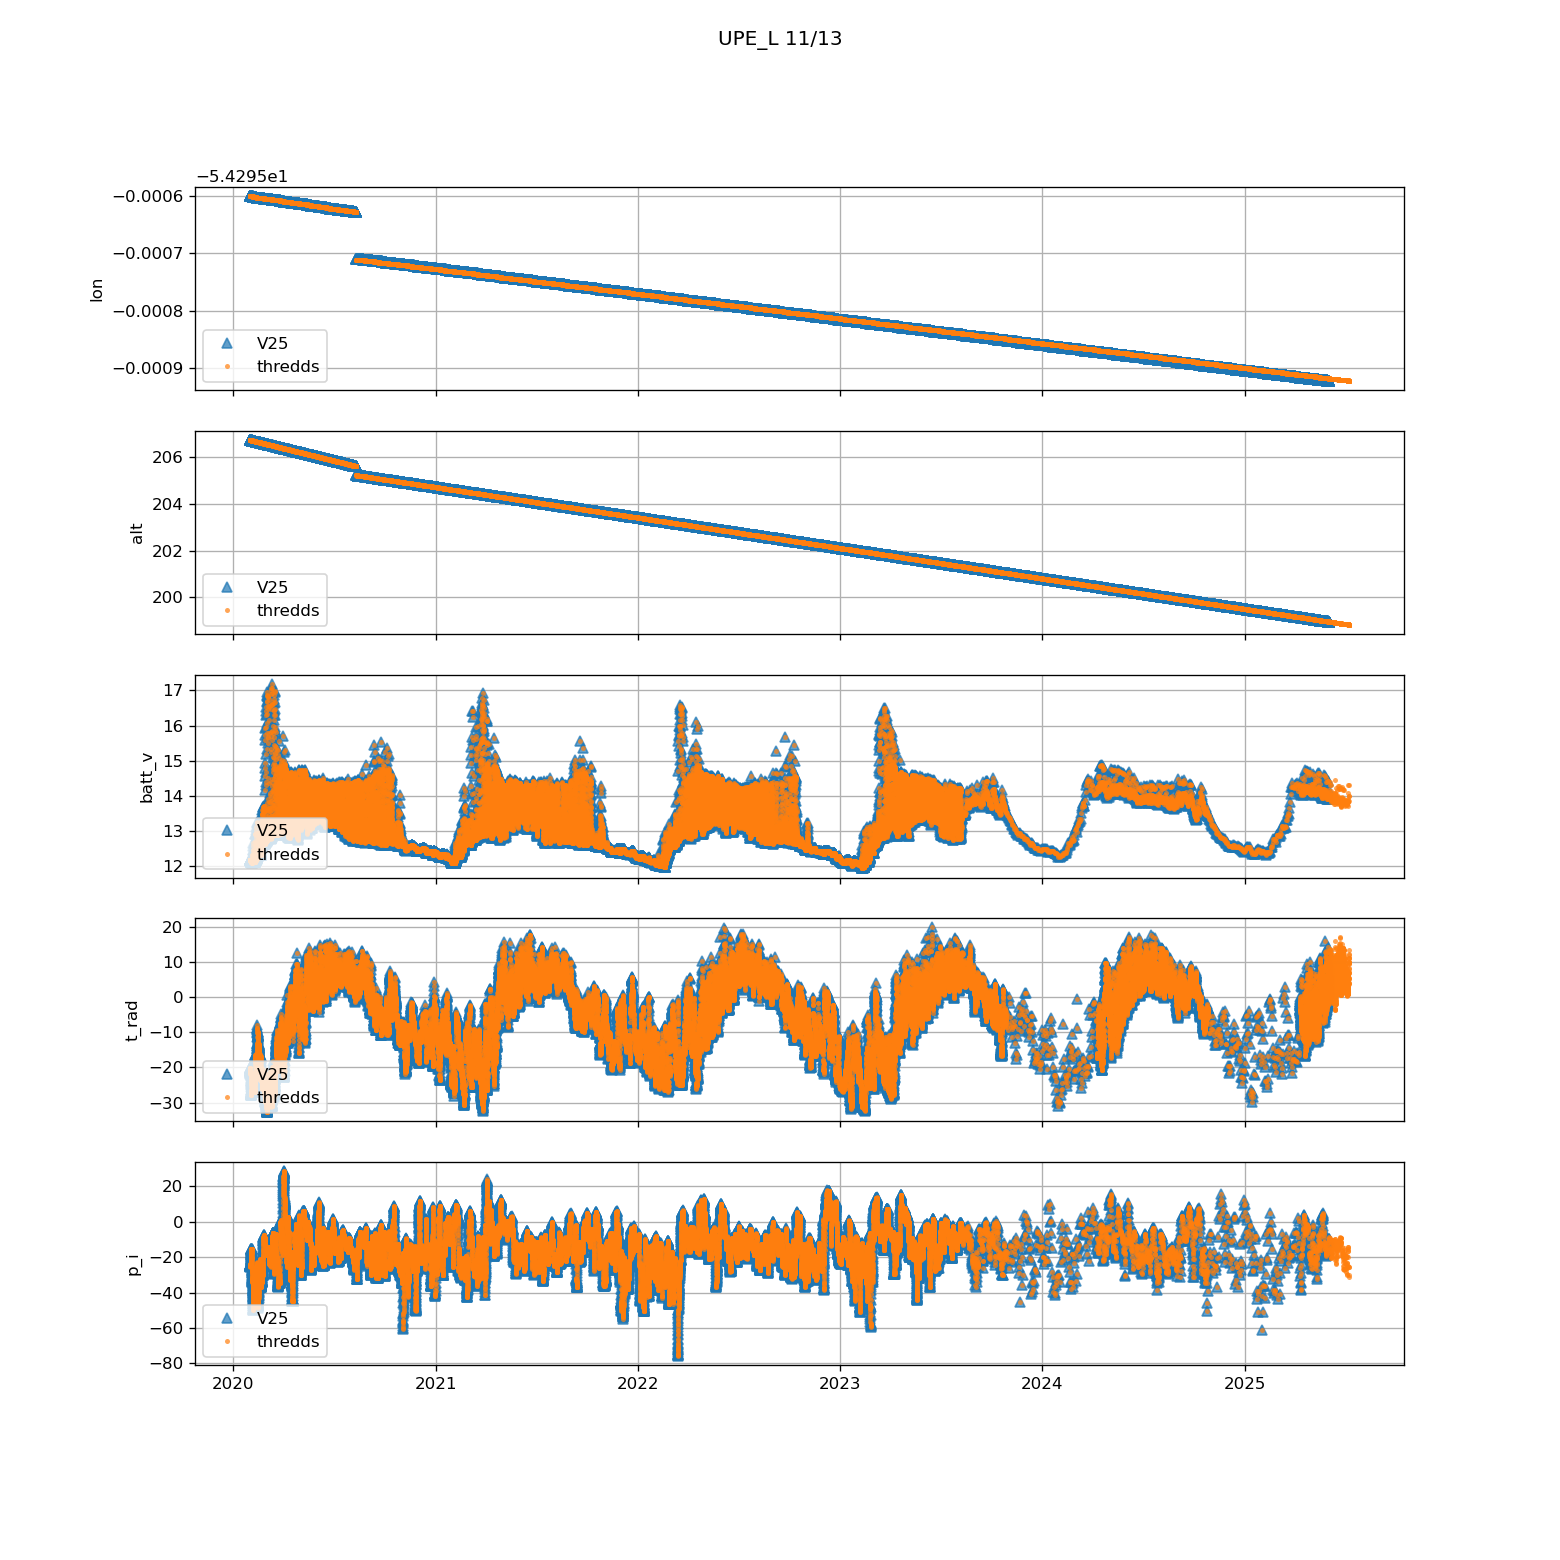 UPE_L 11/13
−5.4295e1
−0.0006
−0.0007
−0.0008
−0.0009
lon
V25
thredds
206
204
202
200
alt
V25
thredds
17
16
15
14
13
12
batt_v
V25
thredds
20
10
0
−10
−20
−30
t_rad
V25
thredds
20
0
−20
−40
−60
−80
p_i
V25
thredds
2020 2021 2022 2023 2024 2025